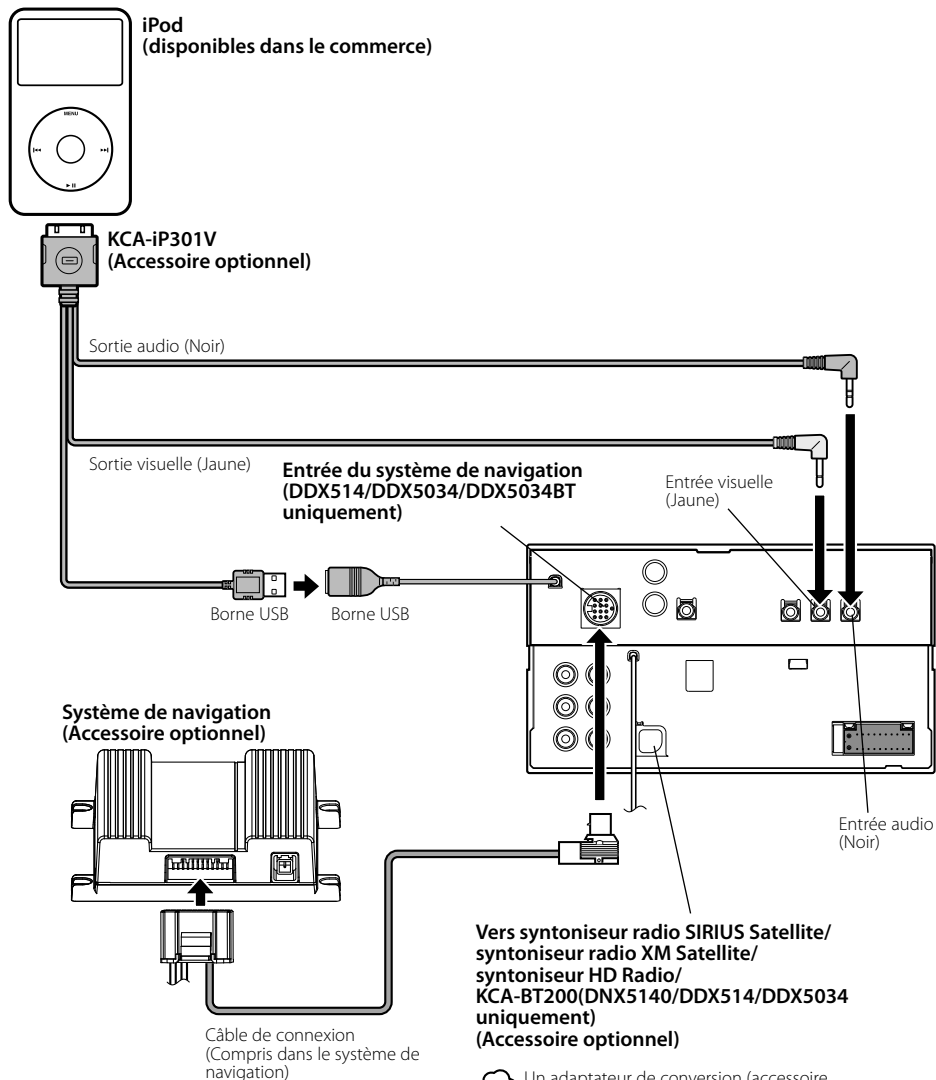 iPod
(disponibles dans le commerce)
MENU
KCA-iP301V
(Accessoire optionnel)
Sortie audio (Noir)
Sortie visuelle (Jaune)
Entrée du système de navigation
(DDX514/DDX5034/DDX5034BT
uniquement)
Entrée visuelle
(Jaune)
Borne USB
Borne USB
Système de navigation
(Accessoire optionnel)
Entrée audio
(Noir)
Vers syntoniseur radio SIRIUS Satellite/
syntoniseur radio XM Satellite/
syntoniseur HD Radio/
KCA-BT200(DNX5140/DDX514/DDX5034
uniquement)
(Accessoire optionnel)
Câble de connexion
(Compris dans le système de
navigation)
Un adaptateur de conversion (accessoire